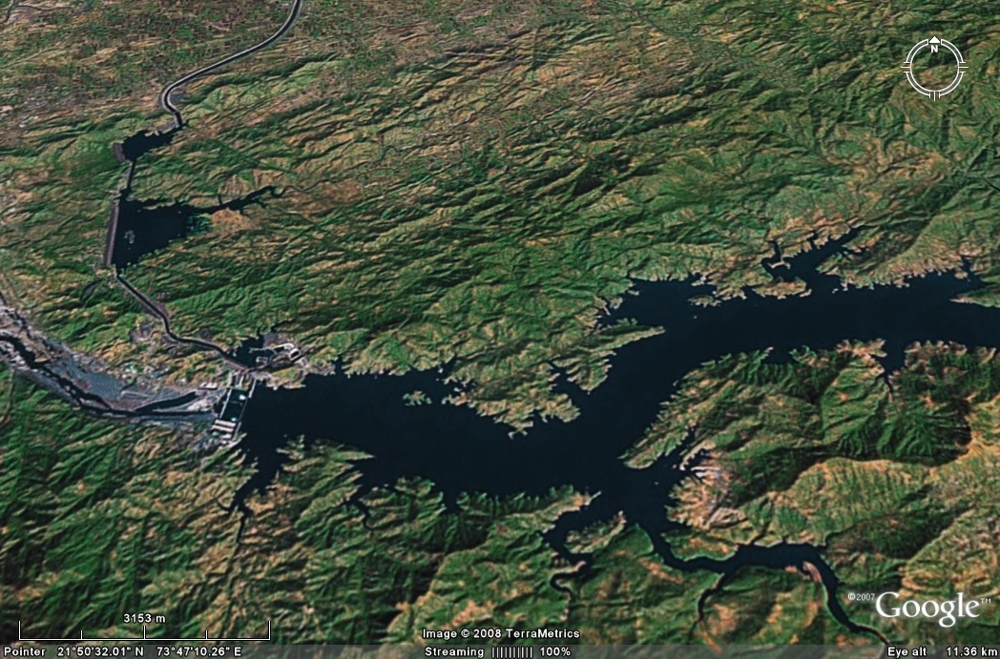 N
©2007 Google™
3153 m
Image © 2008 TerraMetrics
Pointer 21°50'32.01" N 73°47'10.26" E Streaming 100% Eye alt 11.36 km